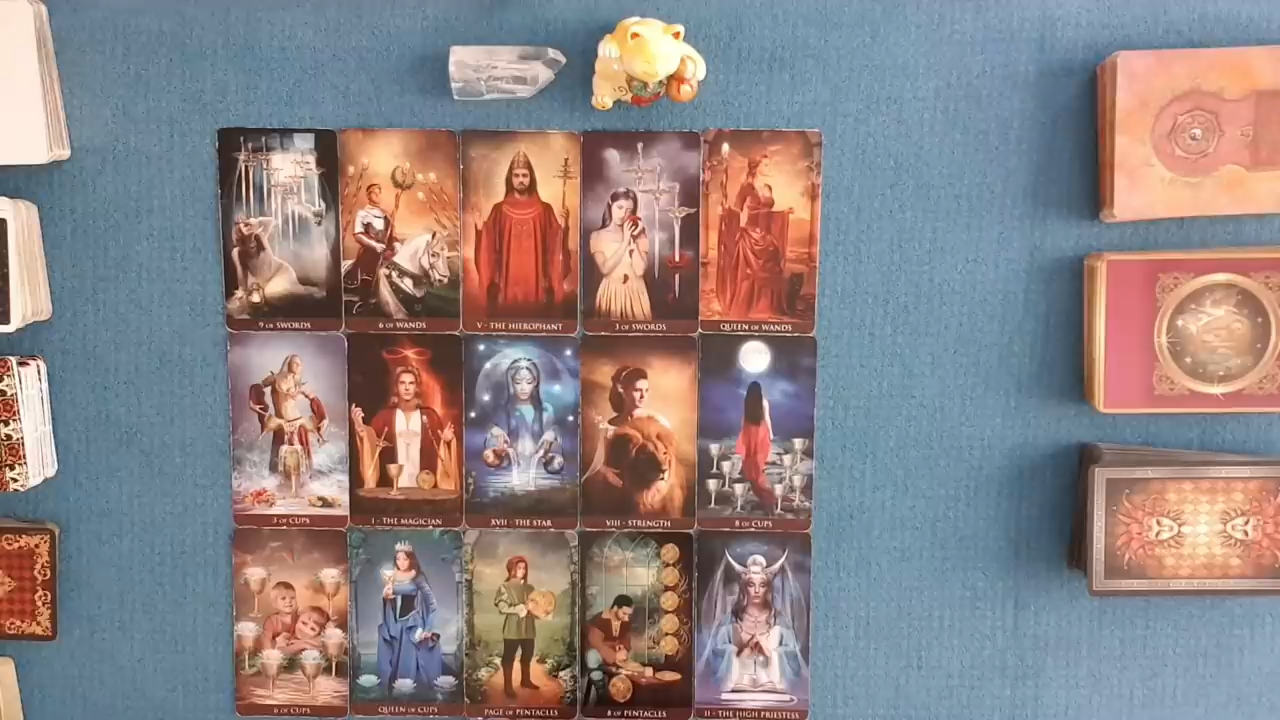 9 OF SWORDS
6 OF WANDS
V - THE HIEROPHANT
3 OF SWORDS
QUEEN OF WANDS
3 OF CUPS
I - THE MAGICIAN
XVII - THE STAR
VIII - STRENGTH
8 OF CUPS
6 OF CUPS
QUEEN OF CUPS
PAGE OF PENTACLES
8 OF PENTACLES
II - THE HIGH PRIESTESS